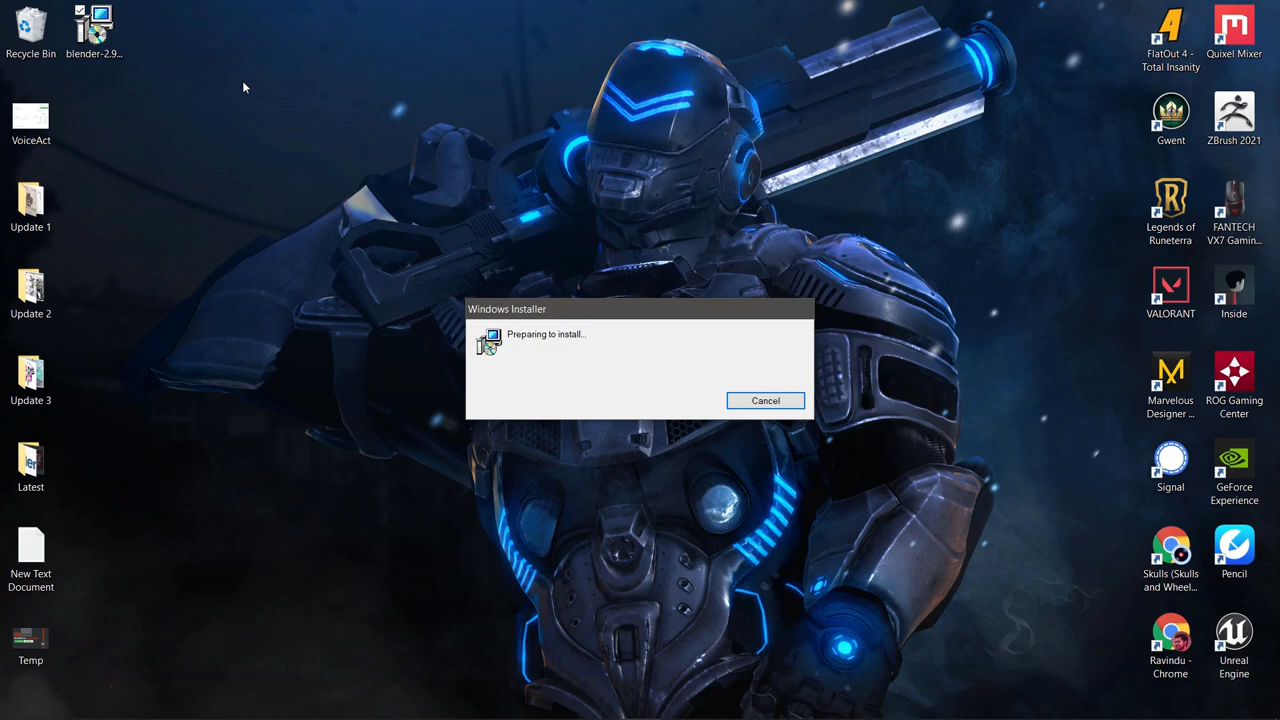 Recycle Bin
blender-2.9...
VoiceAct
Update 1
Update 2
Update 3
Latest
New Text
Document
Temp
Windows Installer
Preparing to install...
Cancel
FlatOut 4 -
Total Insanity
Quixel Mixer
Gwent
ZBrush 2021
Legends of
Runeterra
FANTECH
VX7 Gamin...
VALORANT
Inside
Marvelous
Designer ...
ROG Gaming
Center
Signal
GeForce
Experience
Skulls (Skulls
and Wheel...
Pencil
Ravindu -
Chrome
Unreal
Engine